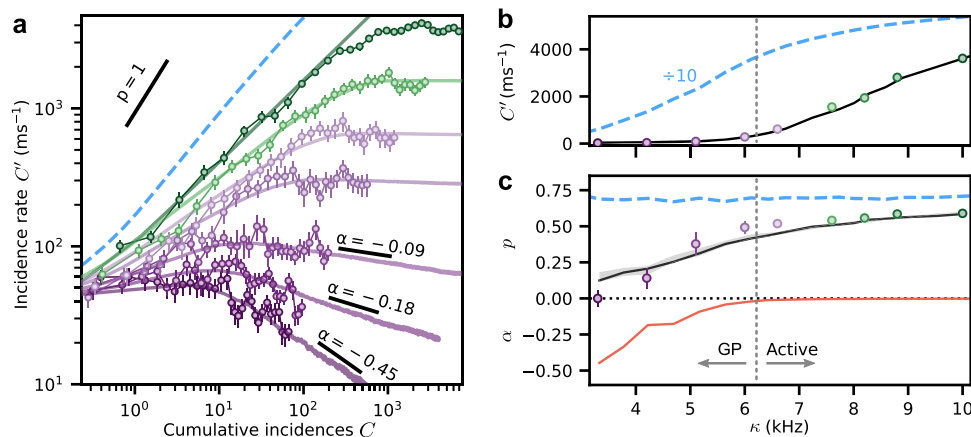 a
Incidence rate C′ (ms⁻¹)
10³
10²
10¹
p = 1
α = −0.09
α = −0.18
α = −0.45
10⁰ 10¹ 10² 10³
Cumulative incidences C
b
C′ (ms⁻¹)
4000
2000
0
÷10
c
p
α
0.75
0.50
0.25
0.00
−0.25
−0.50
GP Active
4 5 6 7 8 9 10
κ (kHz)